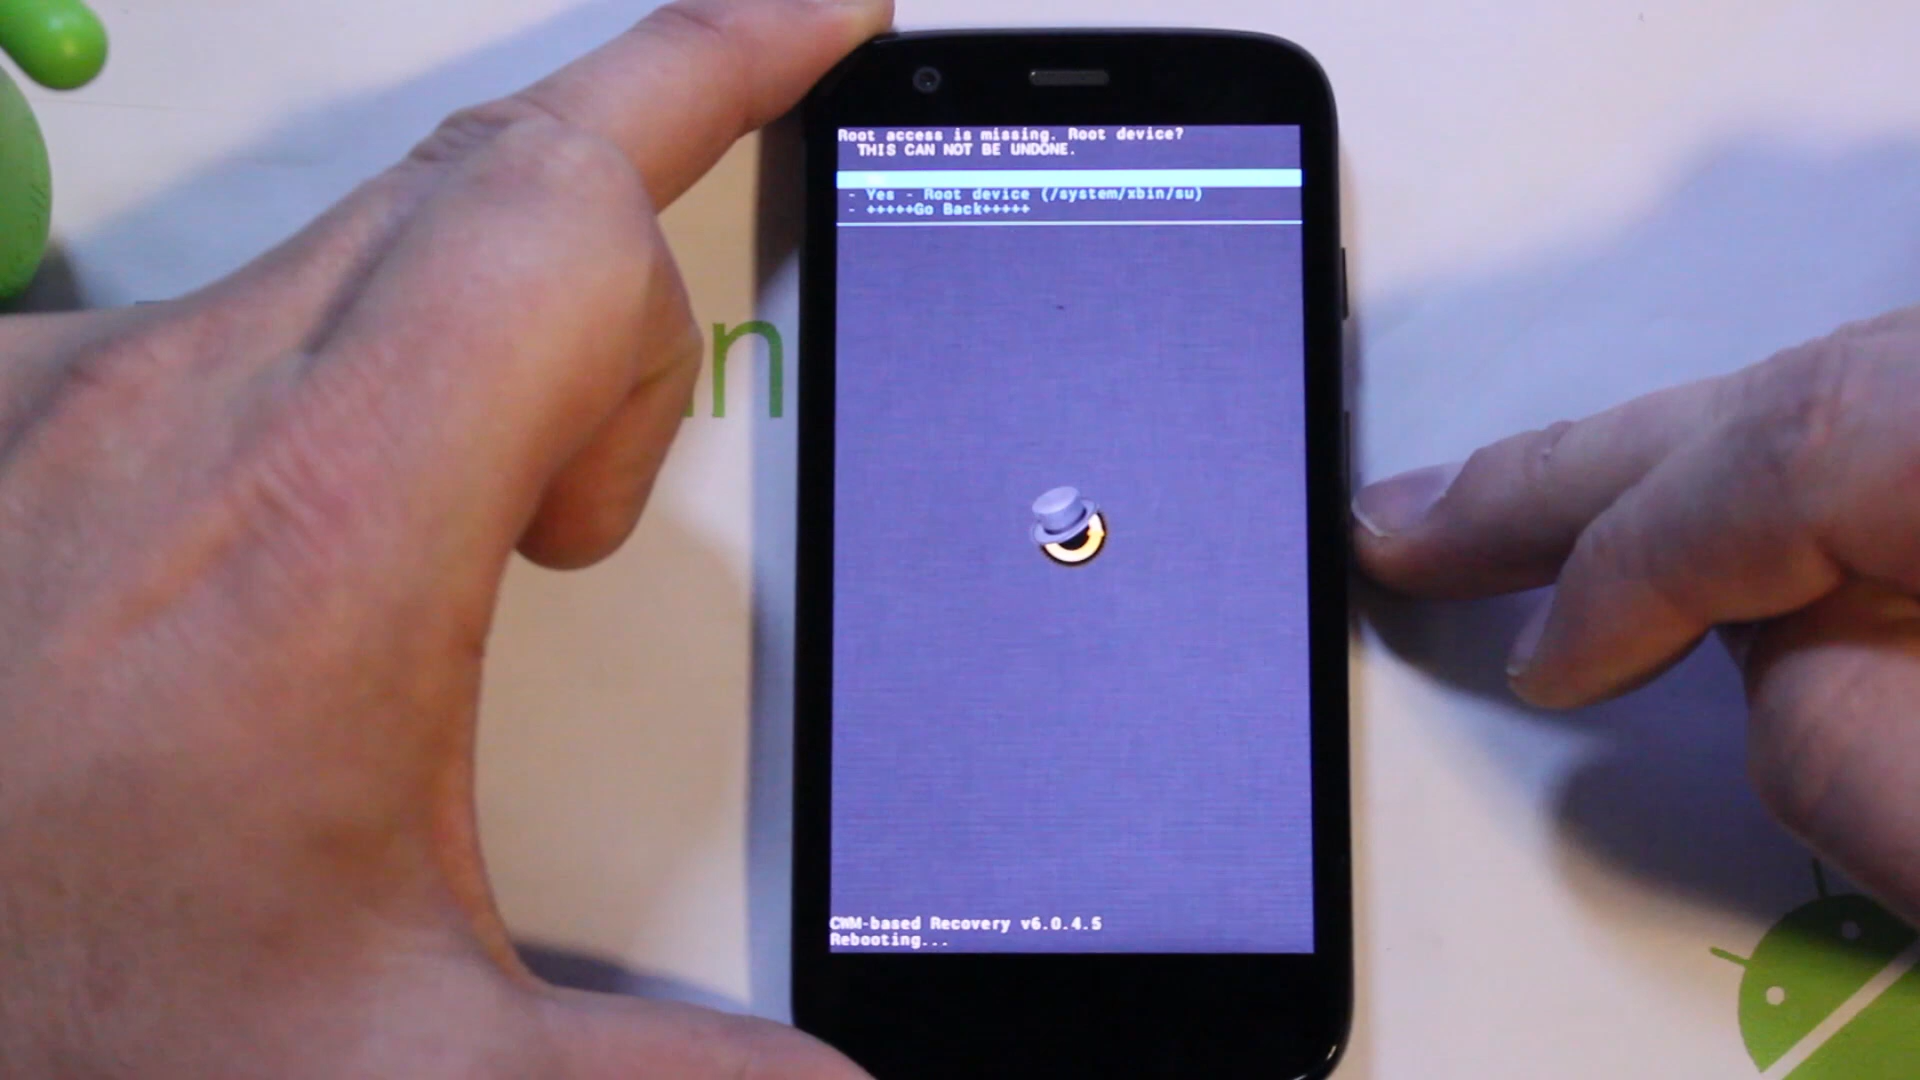 Root access is missing. Root device?
THIS CAN NOT BE UNDONE.
- Yes - Root device (/system/xbin/su)
- +++++Go Back+++++
n
CWM-based Recovery v6.0.4.5
Rebooting...